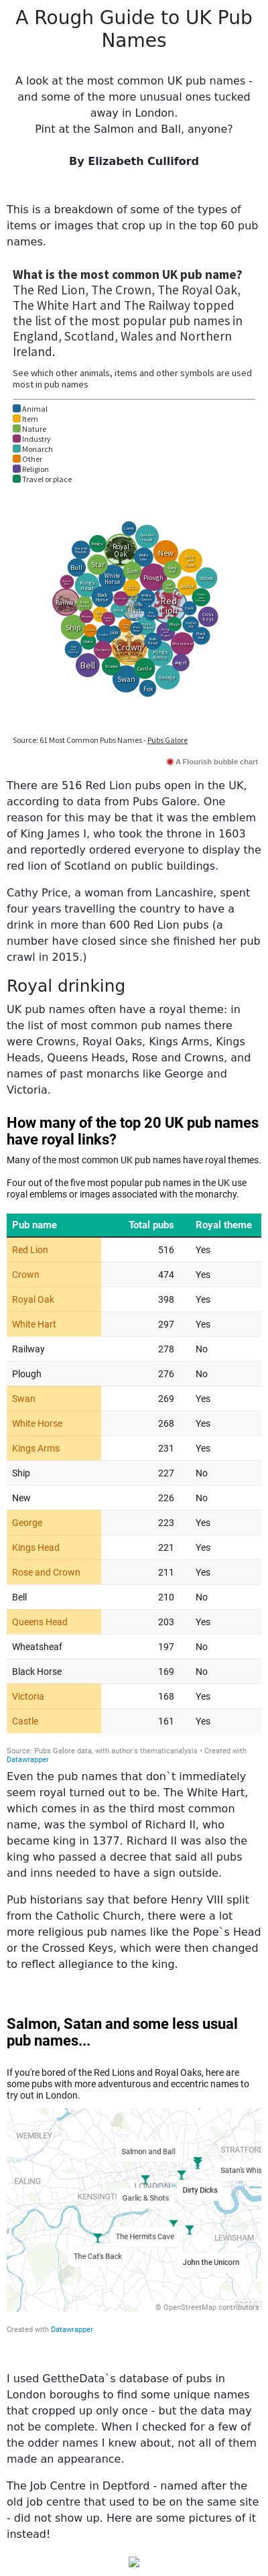 A Rough Guide to UK Pub
Names
A look at the most common UK pub names -
and some of the more unusual ones tucked
away in London.
Pint at the Salmon and Ball, anyone?
By Elizabeth Culliford
This is a breakdown of some of the types of
items or images that crop up in the top 60 pub
names.
What is the most common UK pub name?
The Red Lion, The Crown, The Royal Oak,
The White Hart and The Railway topped
the list of the most popular pub names in
England, Scotland, Wales and Northern
Ireland.
See which other animals, items and other symbols are used
most in pub names
Animal
Item
Nature
Industry
Monarch
Other
Religion
Travel or place
Royal
Oak
New
Star
Bull
White
Horse
Sun
Plough
Victoria
Kings
Head
Railway
Red
Lion
Ship
Crown
Kings
Arms
Bell
Swan
Castle
Angel
George
Fox
Source: 61 Most Common Pubs Names - Pubs Galore
A Flourish bubble chart
There are 516 Red Lion pubs open in the UK,
according to data from Pubs Galore. One
reason for this may be that it was the emblem
of King James I, who took the throne in 1603
and reportedly ordered everyone to display the
red lion of Scotland on public buildings.
Cathy Price, a woman from Lancashire, spent
four years travelling the country to have a
drink in more than 600 Red Lion pubs (a
number have closed since she finished her pub
crawl in 2015.)
Royal drinking
UK pub names often have a royal theme: in
the list of most common pub names there
were Crowns, Royal Oaks, Kings Arms, Kings
Heads, Queens Heads, Rose and Crowns, and
names of past monarchs like George and
Victoria.
How many of the top 20 UK pub names
have royal links?
Many of the most common UK pub names have royal themes.
Four out of the five most popular pub names in the UK use
royal emblems or images associated with the monarchy.
Pub name Total pubs Royal theme
Red Lion 516 Yes
Crown 474 Yes
Royal Oak 398 Yes
White Hart 297 Yes
Railway 278 No
Plough 276 No
Swan 269 Yes
White Horse 268 Yes
Kings Arms 231 Yes
Ship 227 No
New 226 No
George 223 Yes
Kings Head 221 Yes
Rose and Crown 211 Yes
Bell 210 No
Queens Head 203 Yes
Wheatsheaf 197 No
Black Horse 169 No
Victoria 168 Yes
Castle 161 Yes
Source: Pubs Galore data, with author's thematicanalysis • Created with
Datawrapper
Even the pub names that don`t immediately
seem royal turned out to be. The White Hart,
which comes in as the third most common
name, was the symbol of Richard II, who
became king in 1377. Richard II was also the
king who passed a decree that said all pubs
and inns needed to have a sign outside.
Pub historians say that before Henry VIII split
from the Catholic Church, there were a lot
more religious pub names like the Pope`s Head
or the Crossed Keys, which were then changed
to reflect allegiance to the king.
Salmon, Satan and some less usual
pub names...
If you're bored of the Red Lions and Royal Oaks, here are
some pubs with more adventurous and eccentric names to
try out in London.
WEMBLEY
Salmon and Ball
STRATFORD
Satan's Whis
EALING
LONDON
Dirty Dicks
KENSINGT
Garlic & Shots
The Hermits Cave
LEWISHAM
The Cat's Back
John the Unicorn
© OpenStreetMap contributors
Created with Datawrapper
I used GettheData`s database of pubs in
London boroughs to find some unique names
that cropped up only once - but the data may
not be complete. When I checked for a few of
the odder names I knew about, not all of them
made an appearance.
The Job Centre in Deptford - named after the
old job centre that used to be on the same site
- did not show up. Here are some pictures of it
instead!